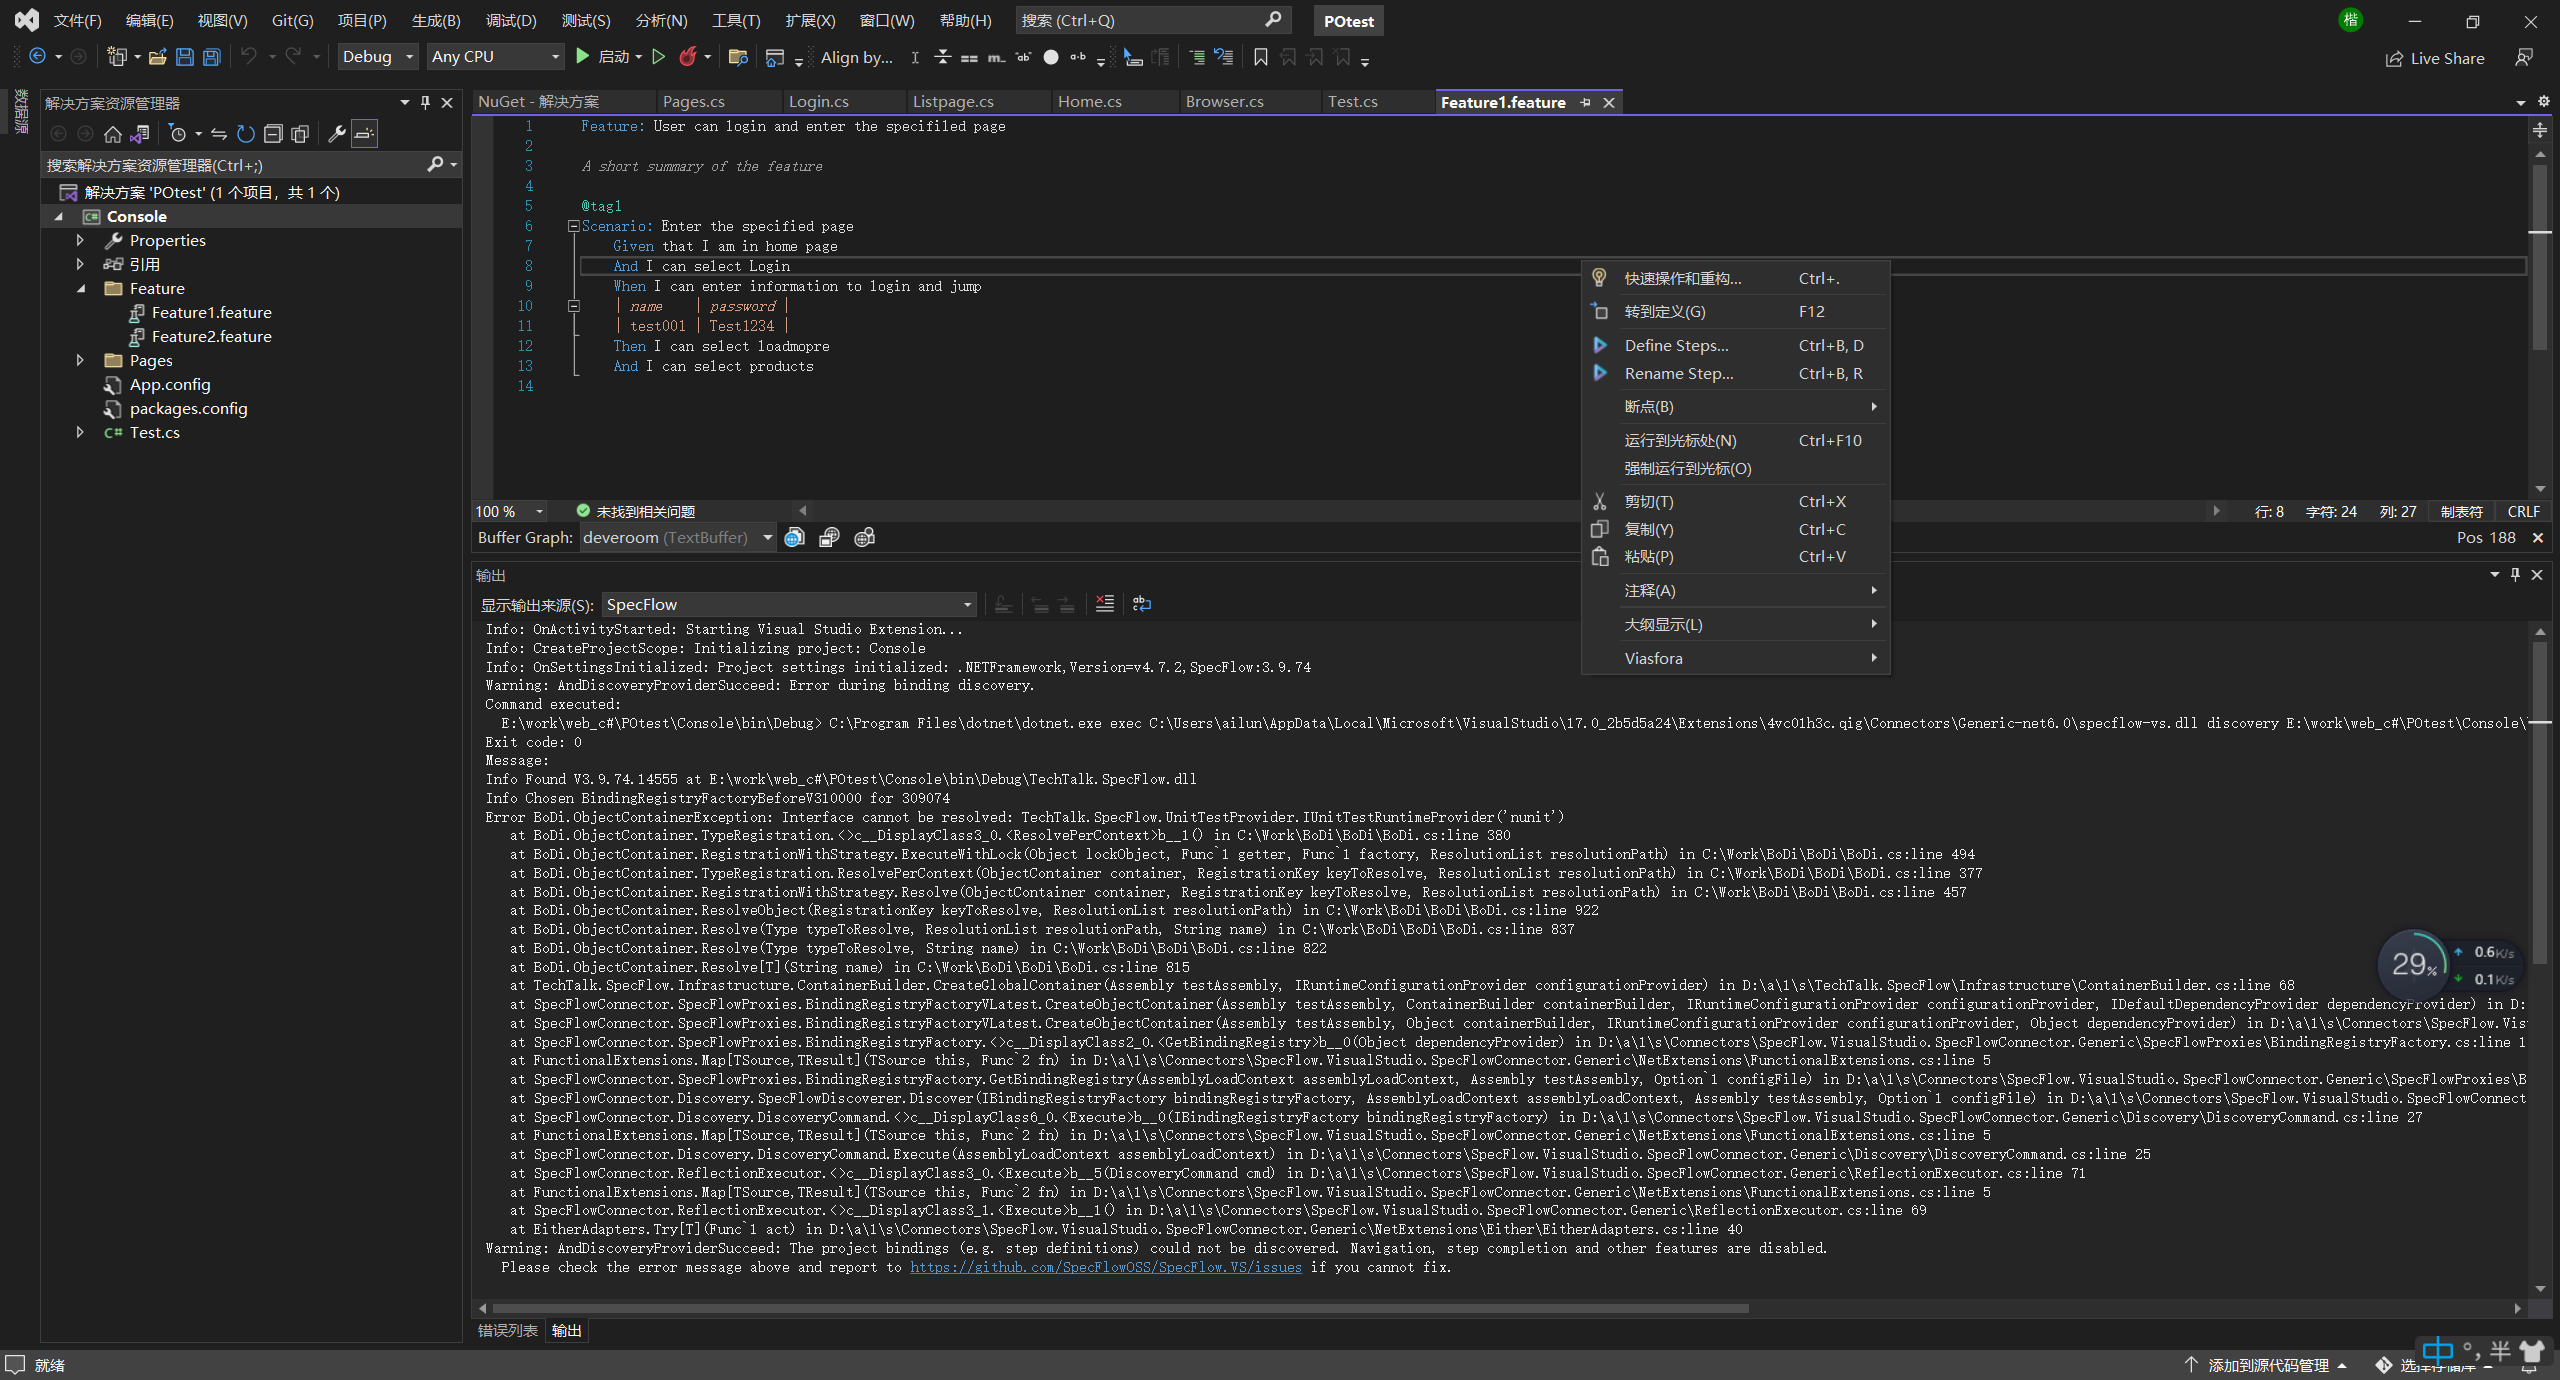 文件(F) 编辑(E) 视图(V) Git(G) 项目(P) 生成(B) 调试(D) 测试(S) 分析(N) 工具(T) 扩展(X) 窗口(W) 帮助(H) 搜索 (Ctrl+Q) POtest 楷
Debug Any CPU 启动 Align by... Live Share
数据源
解决方案资源管理器
搜索解决方案资源管理器(Ctrl+;)
解决方案 'POtest' (1 个项目，共 1 个)
Console
Properties
引用
Feature
Feature1.feature
Feature2.feature
Pages
App.config
packages.config
C# Test.cs
NuGet - 解决方案 Pages.cs Login.cs Listpage.cs Home.cs Browser.cs Test.cs Feature1.feature
1 Feature: User can login and enter the specifiled page
2
3 A short summary of the feature
4
5 @tag1
6 Scenario: Enter the specified page
7 Given that I am in home page
8 And I can select Login
9 When I can enter information to login and jump
10 | name | password |
11 | test001 | Test1234 |
12 Then I can select loadmopre
13 And I can select products
14
快速操作和重构... Ctrl+.
转到定义(G) F12
Define Steps... Ctrl+B, D
Rename Step... Ctrl+B, R
断点(B)
运行到光标处(N) Ctrl+F10
强制运行到光标(O)
剪切(T) Ctrl+X
复制(Y) Ctrl+C
粘贴(P) Ctrl+V
注释(A)
大纲显示(L)
Viasfora
100 % 未找到相关问题 行: 8 字符: 24 列: 27 制表符 CRLF
Buffer Graph: deveroom (TextBuffer) Pos 188
输出
显示输出来源(S): SpecFlow
Info: OnActivityStarted: Starting Visual Studio Extension...
Info: CreateProjectScope: Initializing project: Console
Info: OnSettingsInitialized: Project settings initialized: .NETFramework,Version=v4.7.2,SpecFlow:3.9.74
Warning: AndDiscoveryProviderSucceed: Error during binding discovery.
Command executed:
E:\work\web_c#\POtest\Console\bin\Debug> C:\Program Files\dotnet\dotnet.exe exec C:\Users\ailun\AppData\Local\Microsoft\VisualStudio\17.0_2b5d5a24\Extensions\4vc01h3c.qig\Connectors\Generic-net6.0\specflow-vs.dll discovery E:\work\web_c#\POtest\Console\
Exit code: 0
Message:
Info Found V3.9.74.14555 at E:\work\web_c#\POtest\Console\bin\Debug\TechTalk.SpecFlow.dll
Info Chosen BindingRegistryFactoryBeforeV310000 for 309074
Error BoDi.ObjectContainerException: Interface cannot be resolved: TechTalk.SpecFlow.UnitTestProvider.IUnitTestRuntimeProvider('nunit')
at BoDi.ObjectContainer.TypeRegistration.<>c__DisplayClass3_0.<ResolvePerContext>b__1() in C:\Work\BoDi\BoDi\BoDi.cs:line 380
at BoDi.ObjectContainer.RegistrationWithStrategy.ExecuteWithLock(Object lockObject, Func`1 getter, Func`1 factory, ResolutionList resolutionPath) in C:\Work\BoDi\BoDi\BoDi.cs:line 494
at BoDi.ObjectContainer.TypeRegistration.ResolvePerContext(ObjectContainer container, RegistrationKey keyToResolve, ResolutionList resolutionPath) in C:\Work\BoDi\BoDi\BoDi.cs:line 377
at BoDi.ObjectContainer.RegistrationWithStrategy.Resolve(ObjectContainer container, RegistrationKey keyToResolve, ResolutionList resolutionPath) in C:\Work\BoDi\BoDi\BoDi.cs:line 457
at BoDi.ObjectContainer.ResolveObject(RegistrationKey keyToResolve, ResolutionList resolutionPath) in C:\Work\BoDi\BoDi\BoDi.cs:line 922
at BoDi.ObjectContainer.Resolve(Type typeToResolve, ResolutionList resolutionPath, String name) in C:\Work\BoDi\BoDi\BoDi.cs:line 837
at BoDi.ObjectContainer.Resolve(Type typeToResolve, String name) in C:\Work\BoDi\BoDi\BoDi.cs:line 822
at BoDi.ObjectContainer.Resolve[T](String name) in C:\Work\BoDi\BoDi\BoDi.cs:line 815
at TechTalk.SpecFlow.Infrastructure.ContainerBuilder.CreateGlobalContainer(Assembly testAssembly, IRuntimeConfigurationProvider configurationProvider) in D:\a\1\s\TechTalk.SpecFlow\Infrastructure\ContainerBuilder.cs:line 68
at SpecFlowConnector.SpecFlowProxies.BindingRegistryFactoryVLatest.CreateObjectContainer(Assembly testAssembly, ContainerBuilder containerBuilder, IRuntimeConfigurationProvider configurationProvider, IDefaultDependencyProvider dependencyProvider) in D:
at SpecFlowConnector.SpecFlowProxies.BindingRegistryFactoryVLatest.CreateObjectContainer(Assembly testAssembly, Object containerBuilder, IRuntimeConfigurationProvider configurationProvider, Object dependencyProvider) in D:\a\1\s\Connectors\SpecFlow.Vis
at SpecFlowConnector.SpecFlowProxies.BindingRegistryFactory.<>c__DisplayClass2_0.<GetBindingRegistry>b__0(Object dependencyProvider) in D:\a\1\s\Connectors\SpecFlow.VisualStudio.SpecFlowConnector.Generic\SpecFlowProxies\BindingRegistryFactory.cs:line 1
at FunctionalExtensions.Map[TSource,TResult](TSource this, Func`2 fn) in D:\a\1\s\Connectors\SpecFlow.VisualStudio.SpecFlowConnector.Generic\NetExtensions\FunctionalExtensions.cs:line 5
at SpecFlowConnector.SpecFlowProxies.BindingRegistryFactory.GetBindingRegistry(AssemblyLoadContext assemblyLoadContext, Assembly testAssembly, Option`1 configFile) in D:\a\1\s\Connectors\SpecFlow.VisualStudio.SpecFlowConnector.Generic\SpecFlowProxies\B
at SpecFlowConnector.Discovery.SpecFlowDiscoverer.Discover(IBindingRegistryFactory bindingRegistryFactory, AssemblyLoadContext assemblyLoadContext, Assembly testAssembly, Option`1 configFile) in D:\a\1\s\Connectors\SpecFlow.VisualStudio.SpecFlowConnect
at SpecFlowConnector.Discovery.DiscoveryCommand.<>c__DisplayClass6_0.<Execute>b__0(IBindingRegistryFactory bindingRegistryFactory) in D:\a\1\s\Connectors\SpecFlow.VisualStudio.SpecFlowConnector.Generic\Discovery\DiscoveryCommand.cs:line 27
at FunctionalExtensions.Map[TSource,TResult](TSource this, Func`2 fn) in D:\a\1\s\Connectors\SpecFlow.VisualStudio.SpecFlowConnector.Generic\NetExtensions\FunctionalExtensions.cs:line 5
at SpecFlowConnector.Discovery.DiscoveryCommand.Execute(AssemblyLoadContext assemblyLoadContext) in D:\a\1\s\Connectors\SpecFlow.VisualStudio.SpecFlowConnector.Generic\Discovery\DiscoveryCommand.cs:line 25
at SpecFlowConnector.ReflectionExecutor.<>c__DisplayClass3_0.<Execute>b__5(DiscoveryCommand cmd) in D:\a\1\s\Connectors\SpecFlow.VisualStudio.SpecFlowConnector.Generic\ReflectionExecutor.cs:line 71
at FunctionalExtensions.Map[TSource,TResult](TSource this, Func`2 fn) in D:\a\1\s\Connectors\SpecFlow.VisualStudio.SpecFlowConnector.Generic\NetExtensions\FunctionalExtensions.cs:line 5
at SpecFlowConnector.ReflectionExecutor.<>c__DisplayClass3_1.<Execute>b__1() in D:\a\1\s\Connectors\SpecFlow.VisualStudio.SpecFlowConnector.Generic\ReflectionExecutor.cs:line 69
at EitherAdapters.Try[T](Func`1 act) in D:\a\1\s\Connectors\SpecFlow.VisualStudio.SpecFlowConnector.Generic\NetExtensions\Either\EitherAdapters.cs:line 40
Warning: AndDiscoveryProviderSucceed: The project bindings (e.g. step definitions) could not be discovered. Navigation, step completion and other features are disabled.
Please check the error message above and report to https://github.com/SpecFlowOSS/SpecFlow.VS/issues if you cannot fix.
29% 0.6K/s
0.1K/s
错误列表 输出
就绪 添加到源代码管理 选择存储库
中 °, 半